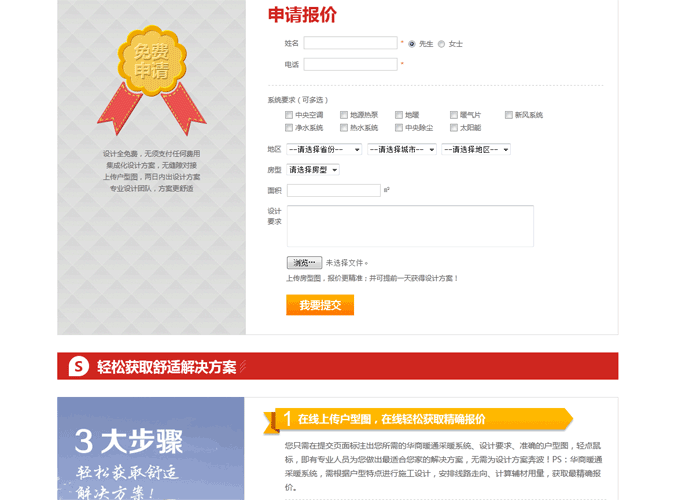 免费
申请
设计全免费，无须支付任何费用
集成化设计方案，无缝隙对接
上传户型图，两日内出设计方案
专业设计团队，方案更舒适
申请报价
姓名 * 先生 女士
电话 *
系统要求（可多选）
中央空调 地源热泵 地暖 暖气片 新风系统
净水系统 热水系统 中央除尘 太阳能
地区 --请选择省份-- --请选择城市-- --请选择地区--
房型 请选择房型
面积 ㎡
设计
要求
浏览… 未选择文件。
上传房型图，报价更精准；并可提前一天获得设计方案！
我要提交
S 轻松获取舒适解决方案
3 大步骤
轻松获取舒适
解决方案！
1 在线上传户型图，在线轻松获取精确报价
您只需在提交页面标注出您所需的华商暖通采暖系统、设计要求、准确的户型图，轻点鼠
标，即有专业人员为您做出最适合您家的解决方案，无需为设计方案奔波！PS：华商暖通
采暖系统，需根据户型特点进行施工设计，安排线路走向、计算辅材用量，获取最精确报
价。